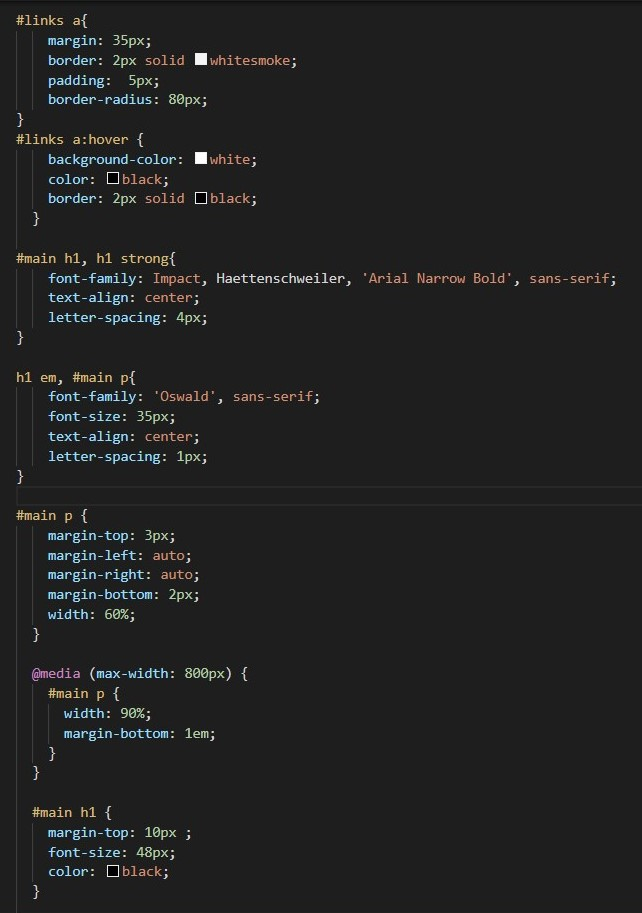 #links a{
    margin: 35px;
    border: 2px solid whitesmoke;
    padding:  5px;
    border-radius: 80px;
}
#links a:hover {
    background-color: white;
    color: black;
    border: 2px solid black;
  }

#main h1, h1 strong{
    font-family: Impact, Haettenschweiler, 'Arial Narrow Bold', sans-serif;
    text-align: center;
    letter-spacing: 4px;
}

h1 em, #main p{
    font-family: 'Oswald', sans-serif;
    font-size: 35px;
    text-align: center;
    letter-spacing: 1px;
}

#main p {
    margin-top: 3px;
    margin-left: auto;
    margin-right: auto;
    margin-bottom: 2px;
    width: 60%;
  }

  @media (max-width: 800px) {
    #main p {
      width: 90%;
      margin-bottom: 1em;
    }
  }

  #main h1 {
    margin-top: 10px ;
    font-size: 48px;
    color: black;
  }